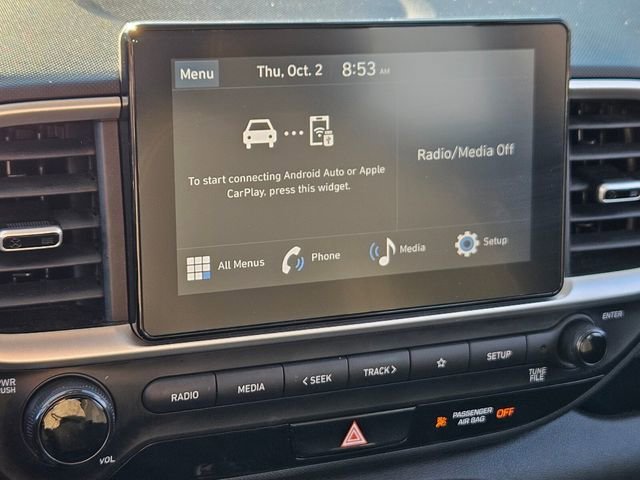 Menu
Thu, Oct. 2
8:53 AM
To start connecting Android Auto or Apple
CarPlay, press this widget.
Radio/Media Off
All Menus
Phone
Media
Setup
PWR
PUSH
VOL
RADIO
MEDIA
< SEEK
TRACK >
☆
SETUP
ENTER
TUNE
FILE
PASSENGER
AIR BAG
OFF